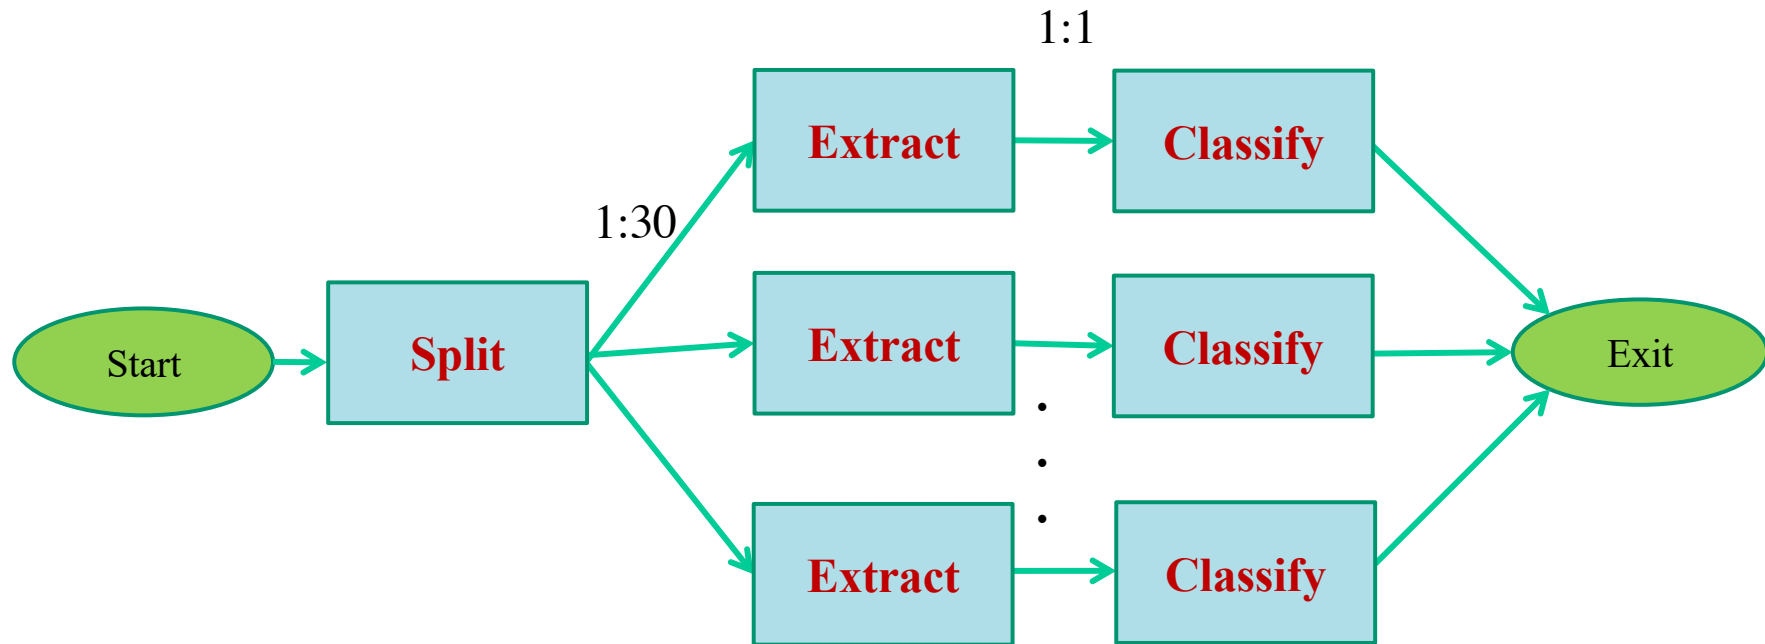 1:1
Extract
Classify
1:30
Start
Split
Extract
Classify
Exit
.
.
.
Extract
Classify